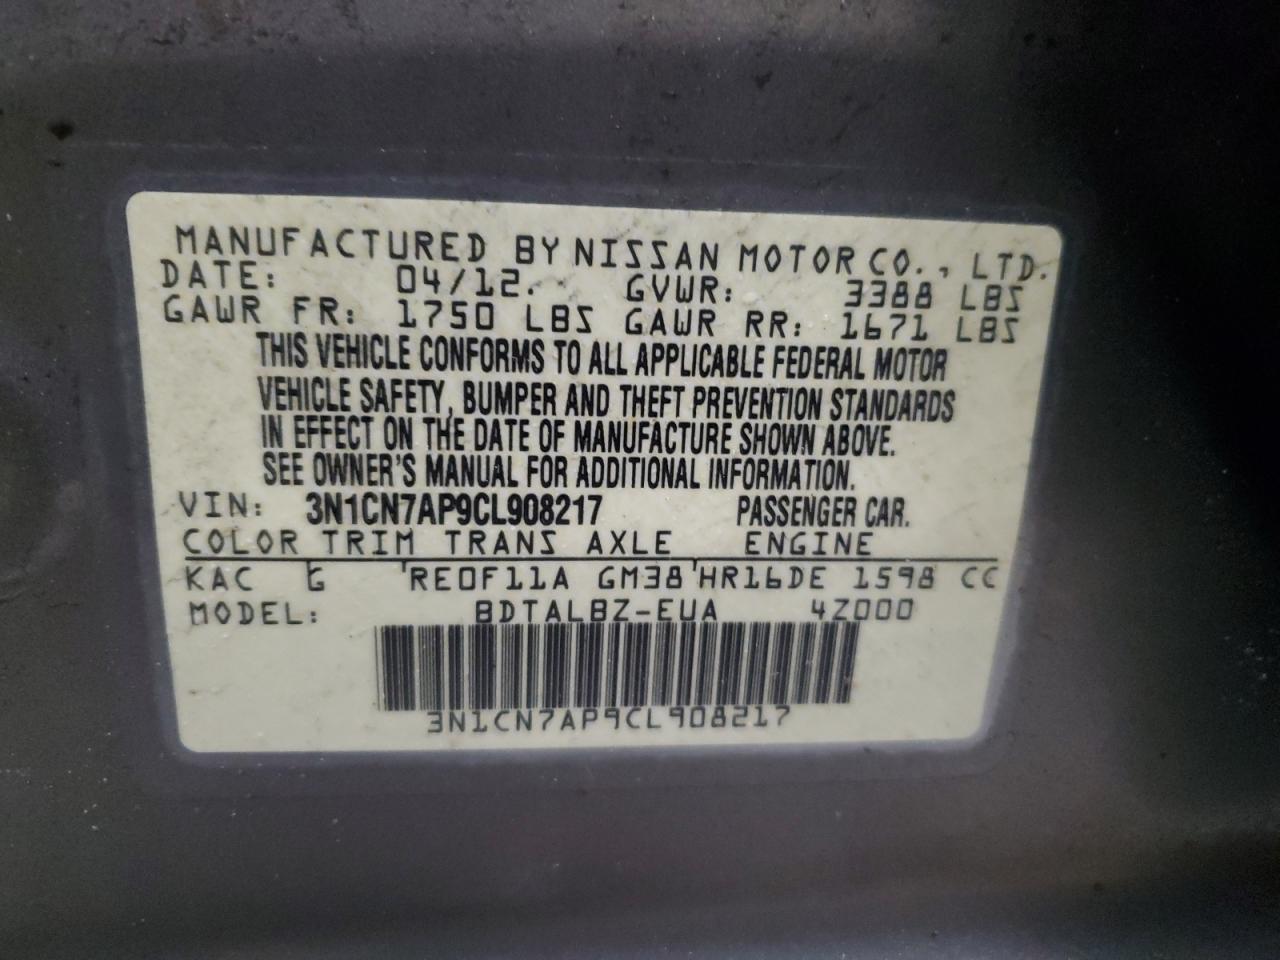 MANUFACTURED BY NISSAN MOTOR CO., LTD.
DATE: 04/12. GVWR: 3388 LBS
GAWR FR: 1750 LBS GAWR RR: 1671 LBS
THIS VEHICLE CONFORMS TO ALL APPLICABLE FEDERAL MOTOR
VEHICLE SAFETY, BUMPER AND THEFT PREVENTION STANDARDS
IN EFFECT ON THE DATE OF MANUFACTURE SHOWN ABOVE.
SEE OWNER'S MANUAL FOR ADDITIONAL INFORMATION.
VIN: 3N1CN7AP9CL908217 PASSENGER CAR.
COLOR TRIM TRANS AXLE ENGINE
KAC G RE0F11A GM38 HR16DE 1598 CC
MODEL: BDTALBZ-EUA 4Z000
3N1CN7AP9CL908217